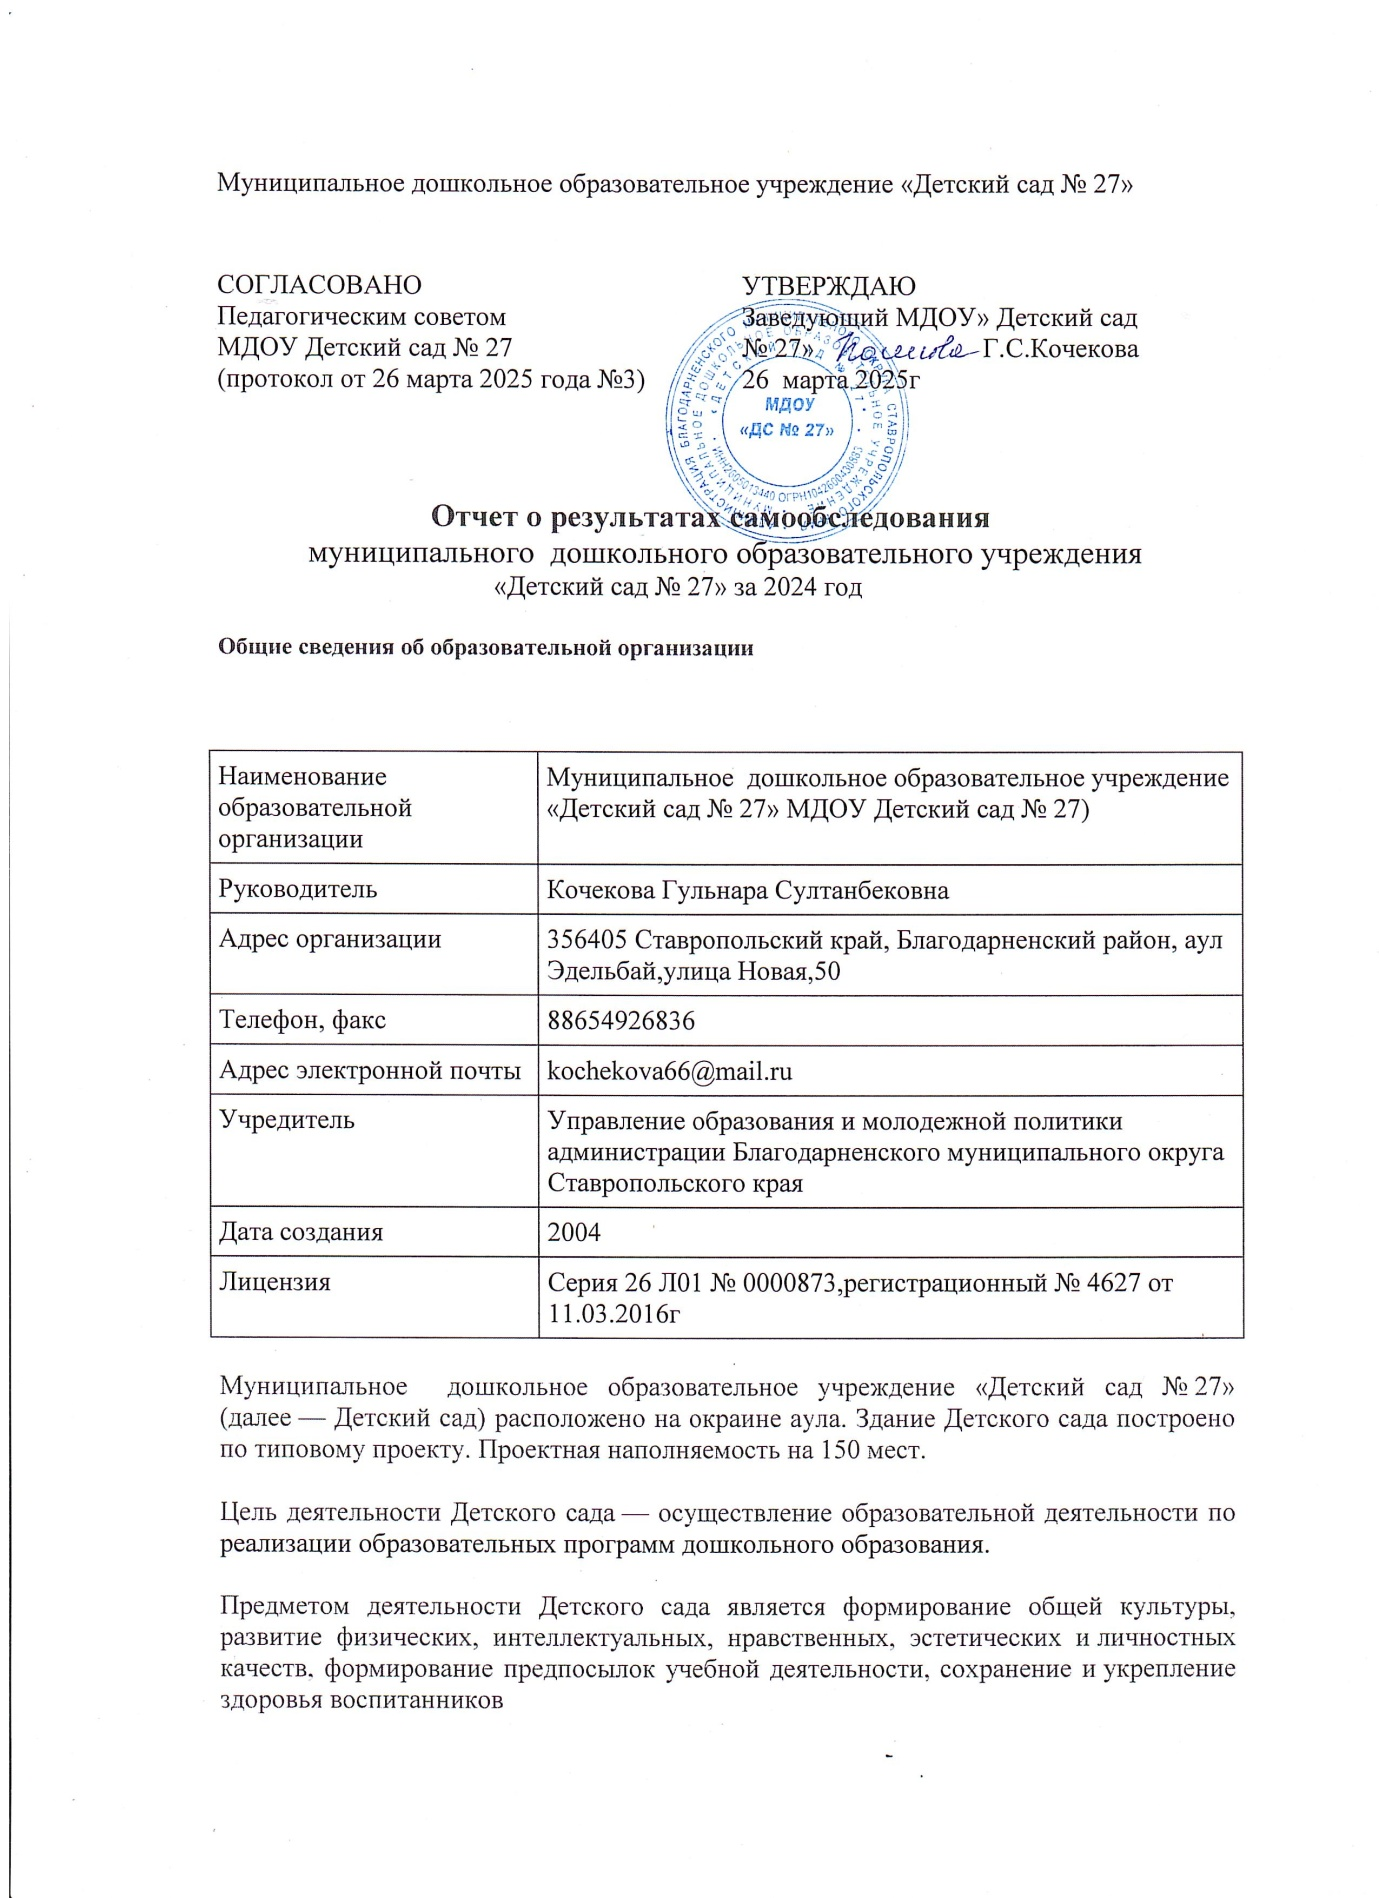 Муниципальное дошкольное образовательное учреждение «Детский сад № 27»
СОГЛАСОВАНО
Педагогическим советом
МДОУ Детский сад № 27
(протокол от 26 марта 2025 года №3)
УТВЕРЖДАЮ
Заведующий МДОУ» Детский сад
№ 27» Г.С.Кочекова
26 марта 2025г
МДОУ
«ДС № 27»
Отчет о результатах самообследования
муниципального дошкольного образовательного учреждения
«Детский сад № 27» за 2024 год
Общие сведения об образовательной организации
Наименование
образовательной
организации
Муниципальное дошкольное образовательное учреждение
«Детский сад № 27» МДОУ Детский сад № 27)
Руководитель
Кочекова Гульнара Султанбековна
Адрес организации
356405 Ставропольский край, Благодарненский район, аул
Эдельбай,улица Новая,50
Телефон, факс
88654926836
Адрес электронной почты
kochekova66@mail.ru
Учредитель
Управление образования и молодежной политики
администрации Благодарненского муниципального округа
Ставропольского края
Дата создания
2004
Лицензия
Серия 26 Л01 № 0000873,регистрационный № 4627 от
11.03.2016г
Муниципальное дошкольное образовательное учреждение «Детский сад № 27»
(далее — Детский сад) расположено на окраине аула. Здание Детского сада построено
по типовому проекту. Проектная наполняемость на 150 мест.
Цель деятельности Детского сада — осуществление образовательной деятельности по
реализации образовательных программ дошкольного образования.
Предметом деятельности Детского сада является формирование общей культуры,
развитие физических, интеллектуальных, нравственных, эстетических и личностных
качеств, формирование предпосылок учебной деятельности, сохранение и укрепление
здоровья воспитанников